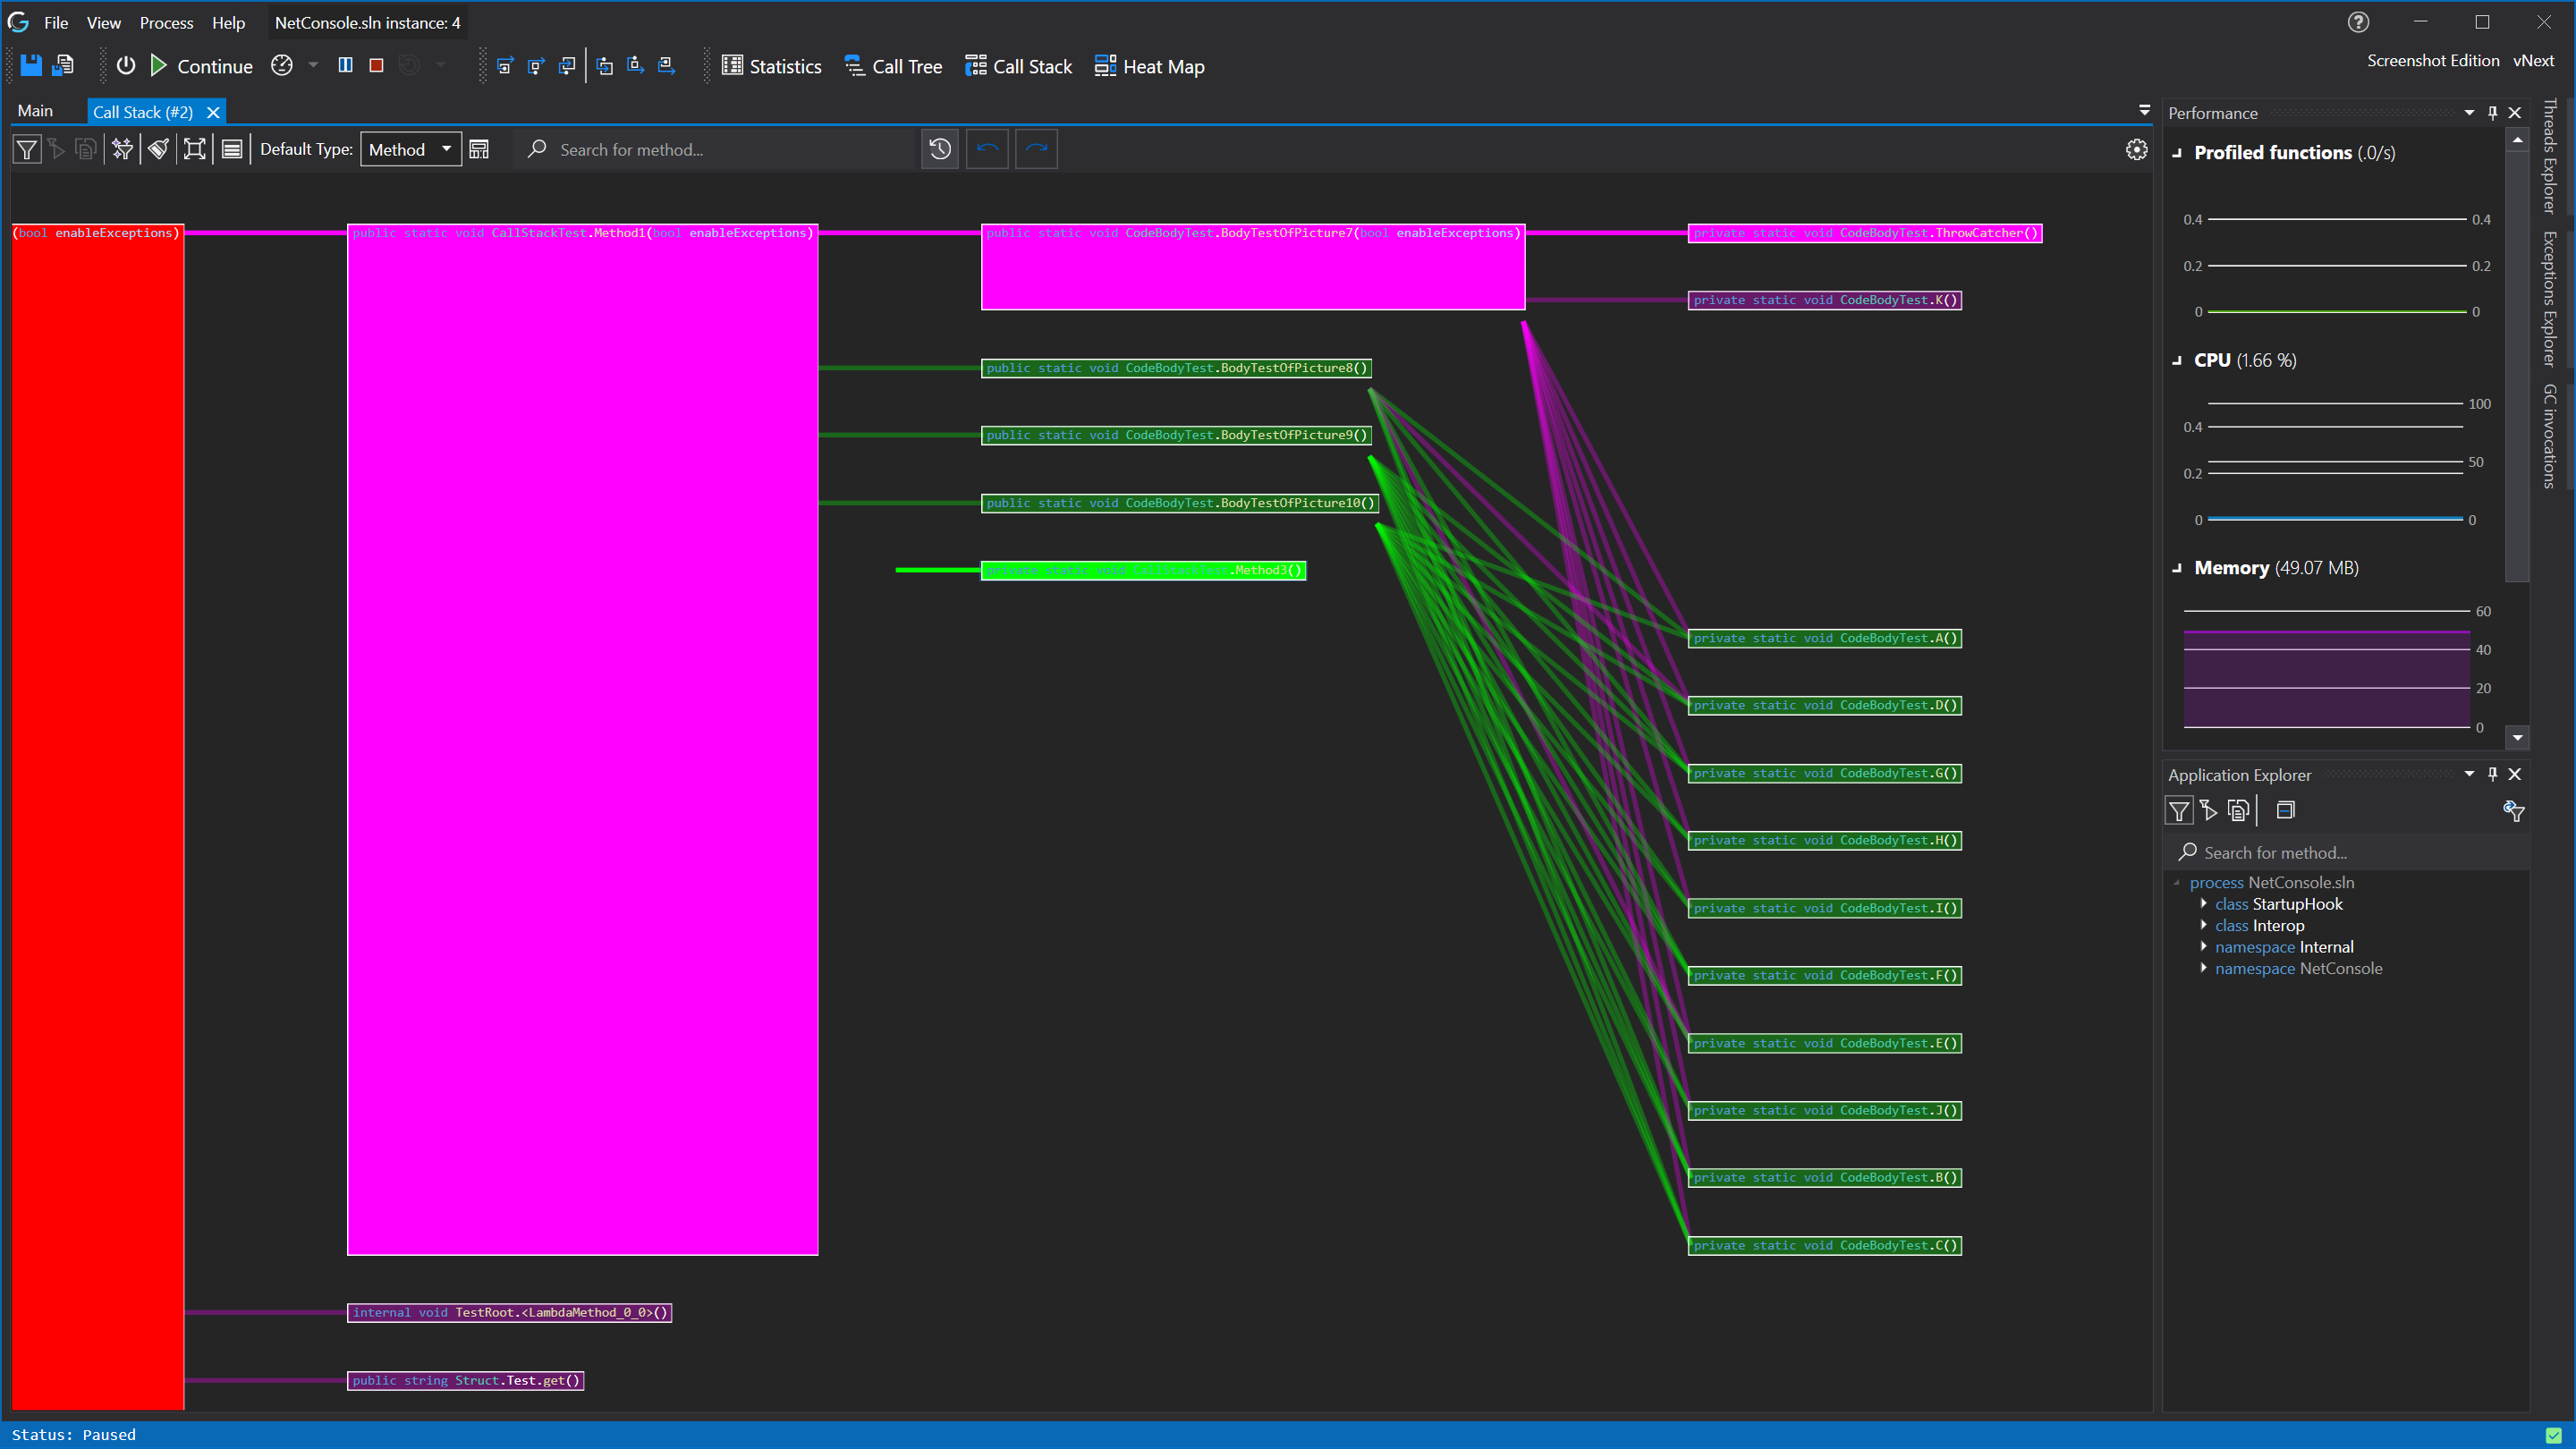 File View Process Help NetConsole.sln instance: 4
Continue Statistics Call Tree Call Stack Heat Map
Screenshot Edition vNext
Main Call Stack (#2)
Default Type: Method Search for method...
(bool enableExceptions)
public static void CallStackTest.Method1(bool enableExceptions)
public static void CodeBodyTest.BodyTestOfPicture7(bool enableExceptions)
private static void CodeBodyTest.ThrowCatcher()
private static void CodeBodyTest.K()
public static void CodeBodyTest.BodyTestOfPicture8()
public static void CodeBodyTest.BodyTestOfPicture9()
public static void CodeBodyTest.BodyTestOfPicture10()
private static void CallStackTest.Method3()
private static void CodeBodyTest.A()
private static void CodeBodyTest.D()
private static void CodeBodyTest.G()
private static void CodeBodyTest.H()
private static void CodeBodyTest.I()
private static void CodeBodyTest.F()
private static void CodeBodyTest.E()
private static void CodeBodyTest.J()
private static void CodeBodyTest.B()
private static void CodeBodyTest.C()
internal void TestRoot.<LambdaMethod_0_0>()
public string Struct.Test.get()
Performance
Profiled functions (.0/s)
0.4 0.4
0.2 0.2
0 0
CPU (1.66 %)
100
0.4
50
0.2
0 0
Memory (49.07 MB)
60
40
20
0
Application Explorer
Search for method...
process NetConsole.sln
class StartupHook
class Interop
namespace Internal
namespace NetConsole
Threads Explorer
Exceptions Explorer
GC invocations
Status: Paused